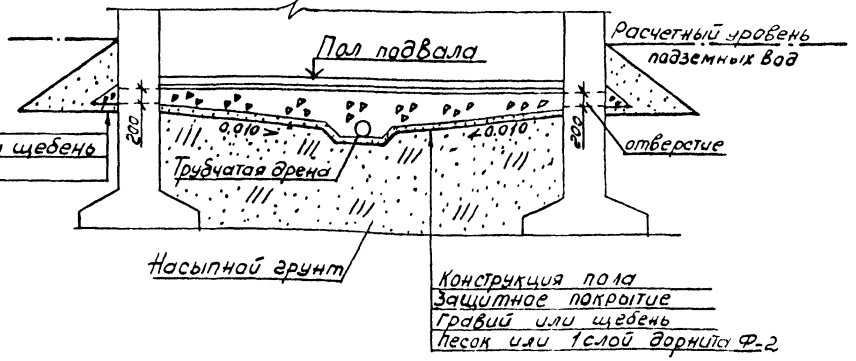 Расчетный уровень
подземных вод
Пол подвала
200
0.010
0.010
200
щебень
отверстие
Трубчатая дрена
Насыпной грунт
Конструкция пола
Защитное покрытие
Гравий или щебень
Песок или 1слой дорнита Ф-2